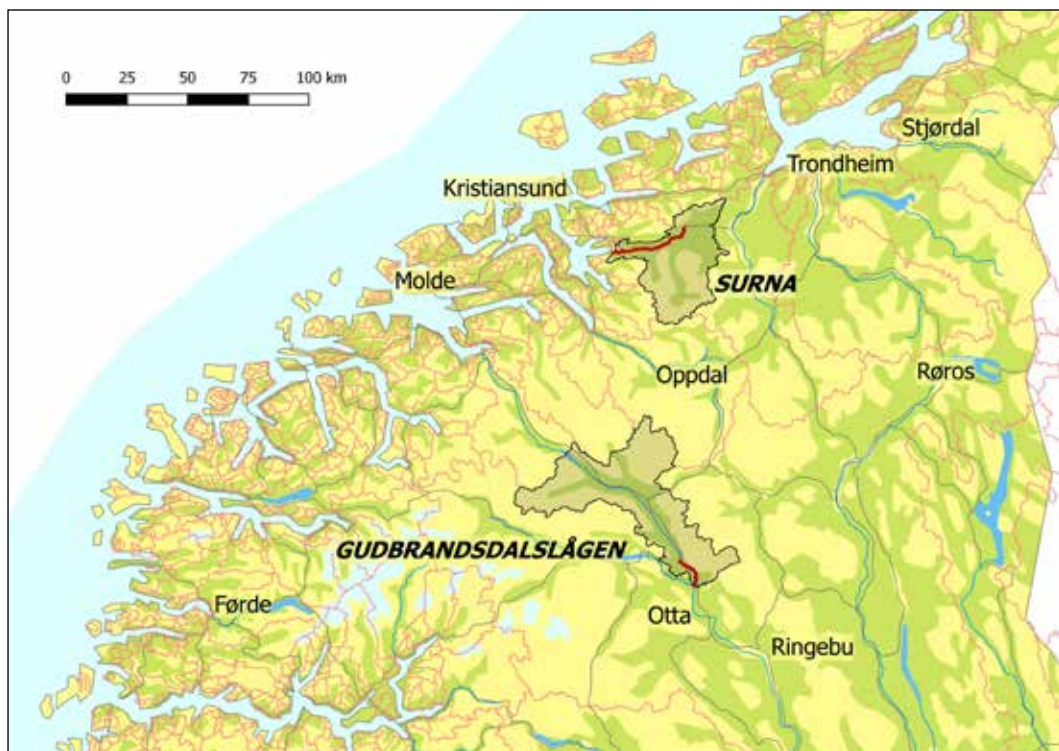 0 25 50 75 100 km
Stjørdal
Trondheim
Kristiansund
Molde
SURNA
Oppdal
Røros
GUDBRANDSDALSLÅGEN
Førde
Otta
Ringebu